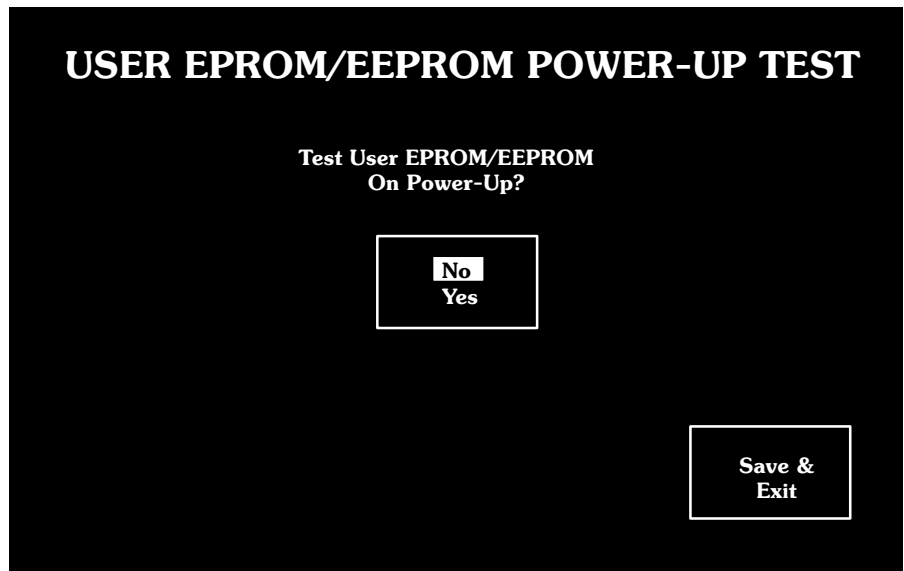 USER EPROM/EEPROM POWER-UP TEST
Test User EPROM/EEPROM
On Power-Up?
No
Yes
Save &
Exit